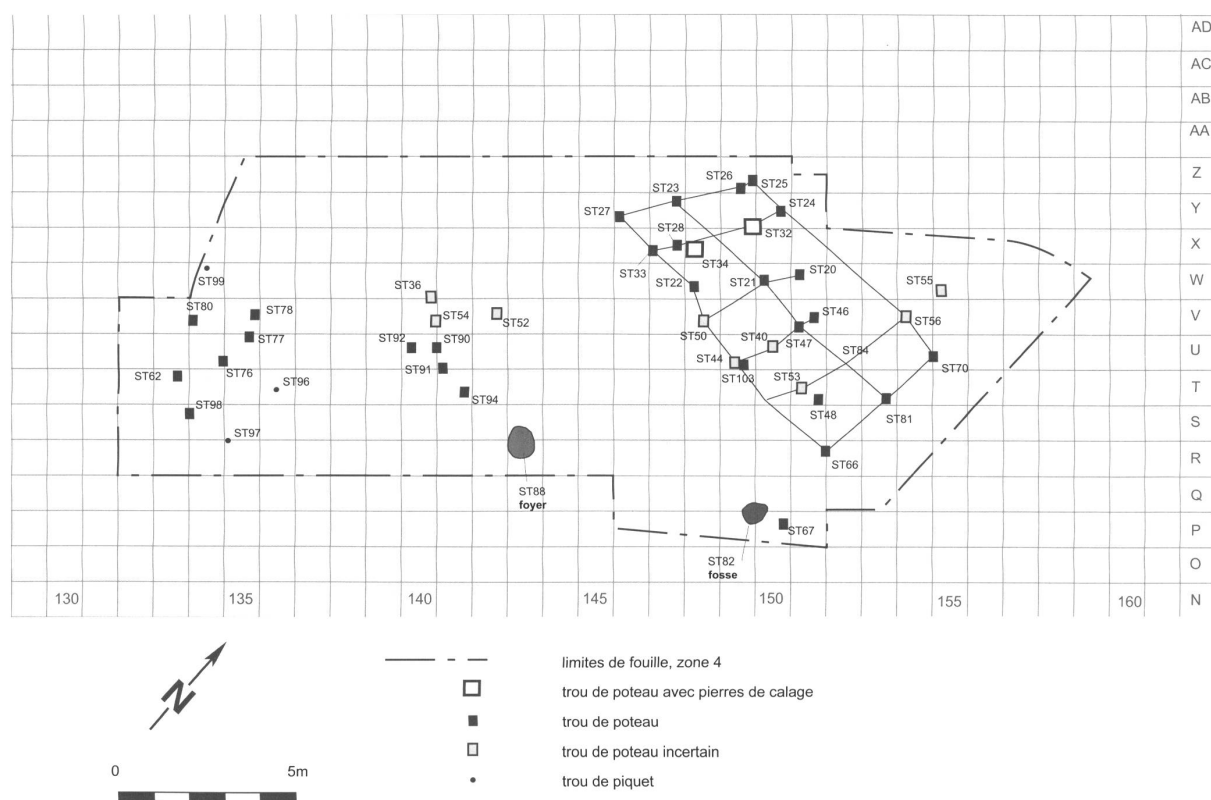 AD
AC
AB
AA
Z
ST26
ST25
ST23
ST24
ST27
Y
ST28
ST32
X
ST99
ST33
ST34
ST20
W
ST36
ST22
ST21
ST55
ST80
ST78
ST54
ST52
ST46
V
ST77
ST92
ST90
ST50
ST40
ST47
ST56
ST76
ST44
ST84
U
ST62
ST96
ST91
ST103
ST53
ST70
T
ST98
ST94
ST48
ST97
ST81
S
ST66
R
ST88
foyer
Q
ST67
P
ST82
fosse
O
130 135 140 145 150 155 160 N
N
limites de fouille, zone 4
trou de poteau avec pierres de calage
trou de poteau
trou de poteau incertain
trou de piquet
0 5m